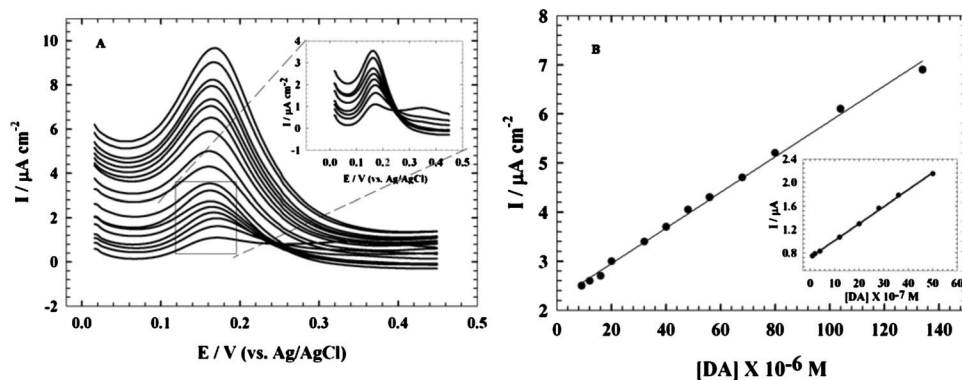 A
10
8
6
4
2
0
-2
I / µA cm-2
0.0 0.1 0.2 0.3 0.4 0.5
E / V (vs. Ag/AgCl)
4
3
2
1
0
-1
I / µA cm-2
0.0 0.1 0.2 0.3 0.4 0.5
E / V (vs. Ag/AgCl)
B
8
7
6
5
4
3
2
I / µA cm-2
0 20 40 60 80 100 120 140
[DA] X 10-6 M
2.4
2.0
1.6
1.2
0.8
I / µA
0 10 20 30 40 50 60
[DA] X 10-7 M